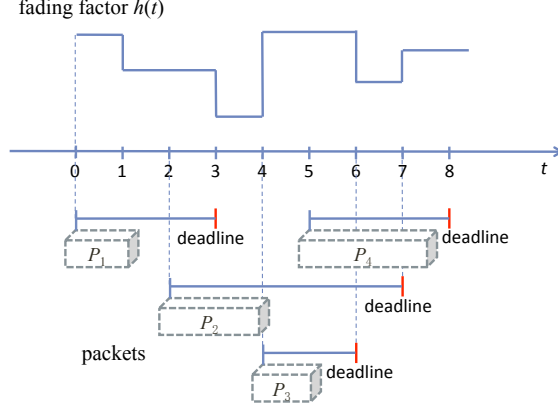 fading factor h(t)
0 1 2 3 4 5 6 7 8 t
deadline deadline
P₁ P₄
deadline
P₂
packets
deadline
P₃